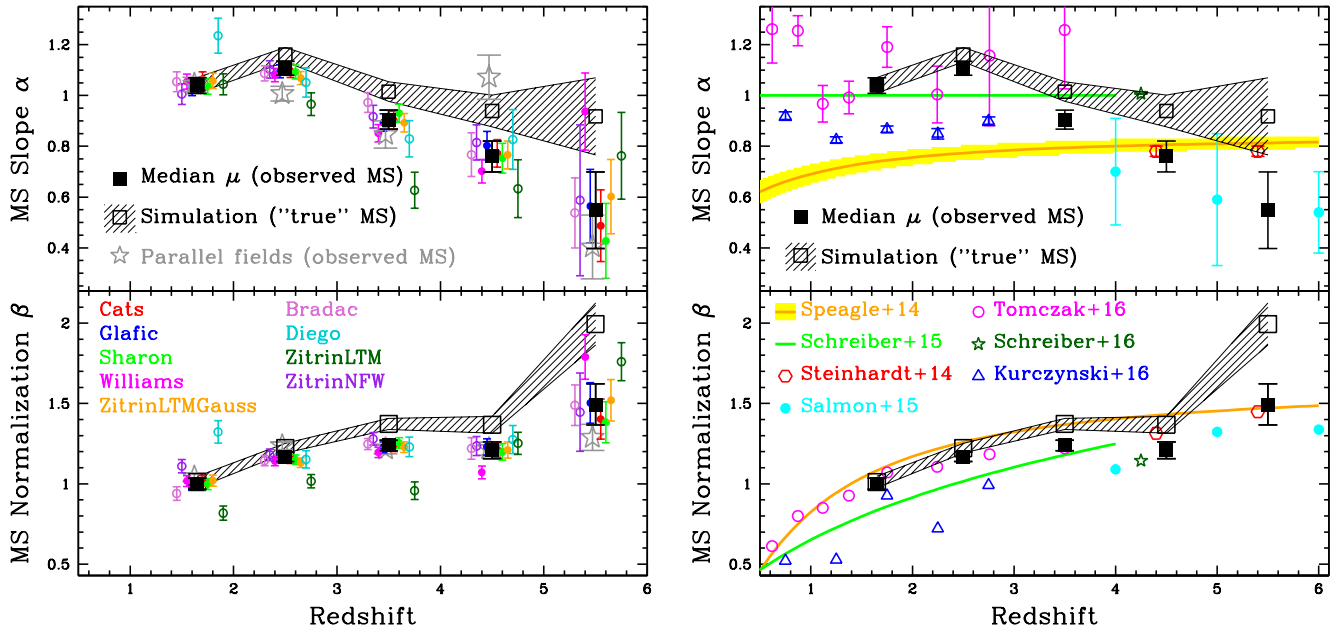 1.2
1
0.8
0.6
0.4
MS Slope α
Median μ (observed MS)
Simulation ("true" MS)
Parallel fields (observed MS)
2
1.5
1
0.5
MS Normalization β
Cats
Glafic
Sharon
Williams
ZitrinLTMGauss
Bradac
Diego
ZitrinLTM
ZitrinNFW
1 2 3 4 5 6
Redshift
1.2
1
0.8
0.6
0.4
MS Slope α
Median μ (observed MS)
Simulation ("true" MS)
2
1.5
1
0.5
MS Normalization β
Speagle+14
Schreiber+15
Steinhardt+14
Salmon+15
Tomczak+16
Schreiber+16
Kurczynski+16
1 2 3 4 5 6
Redshift